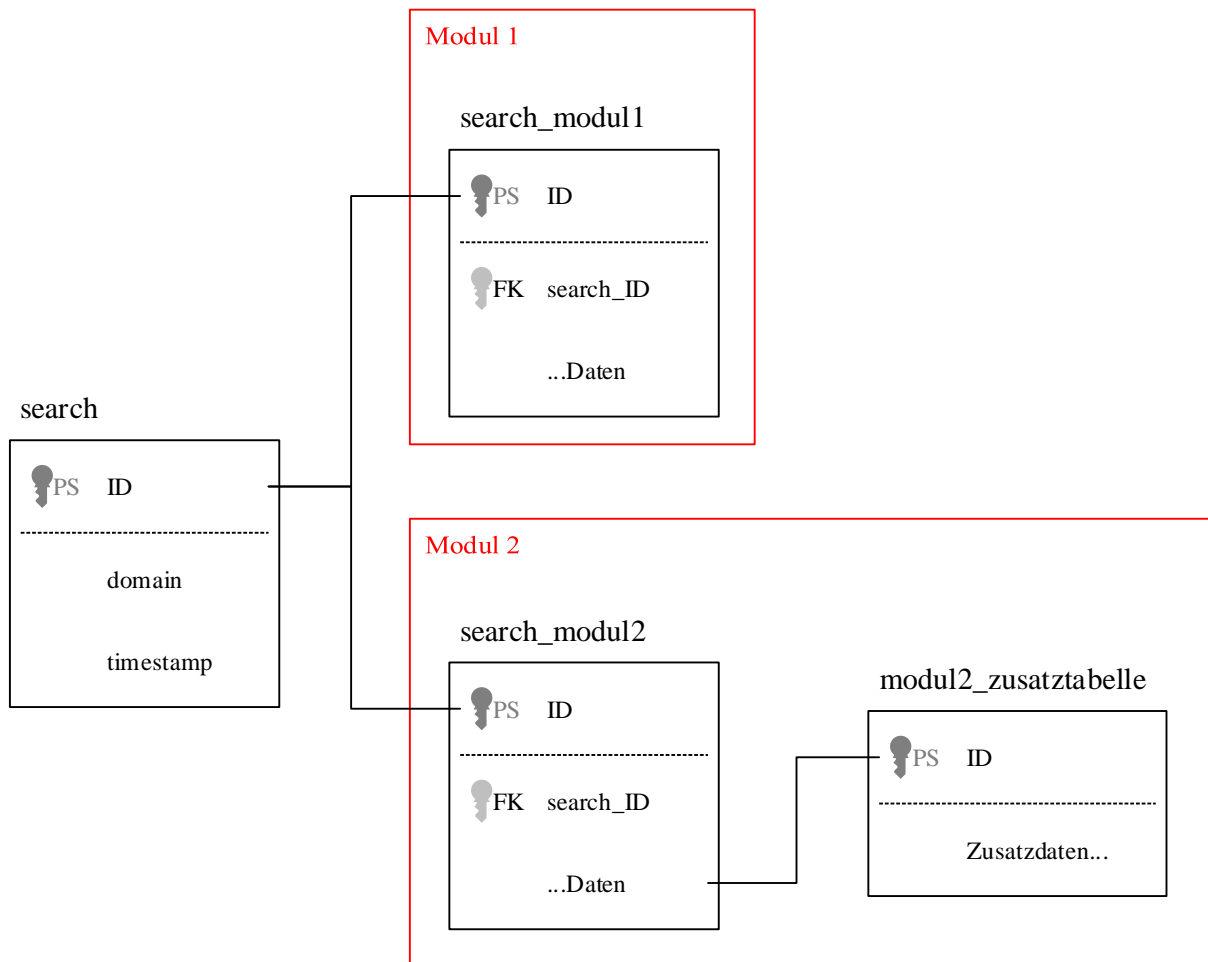 Modul 1
search_modul1
PS ID
FK search_ID
...Daten
search
PS ID
domain
timestamp
Modul 2
search_modul2
PS ID
FK search_ID
...Daten
modul2_zusatztabelle
PS ID
Zusatzdaten...